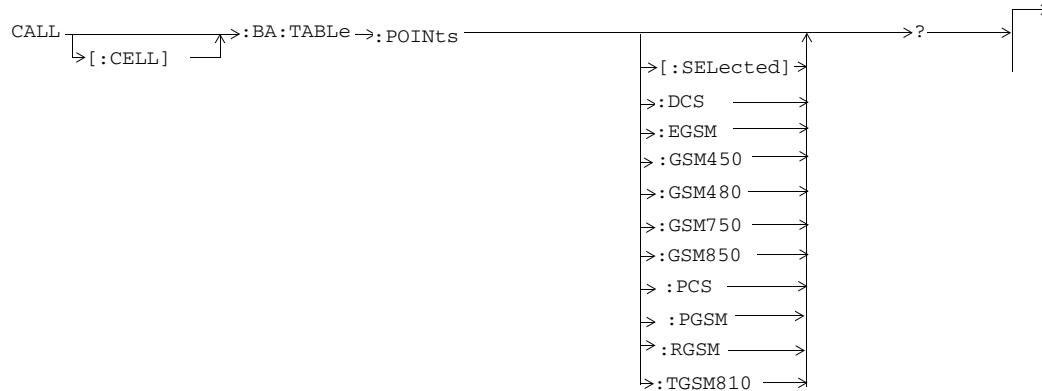 CALL :BA:TABLe :POINts ?
[:CELL]
[:SELected]
:DCS
:EGSM
:GSM450
:GSM480
:GSM750
:GSM850
:PCS
:PGSM
:RGSM
:TGSM810